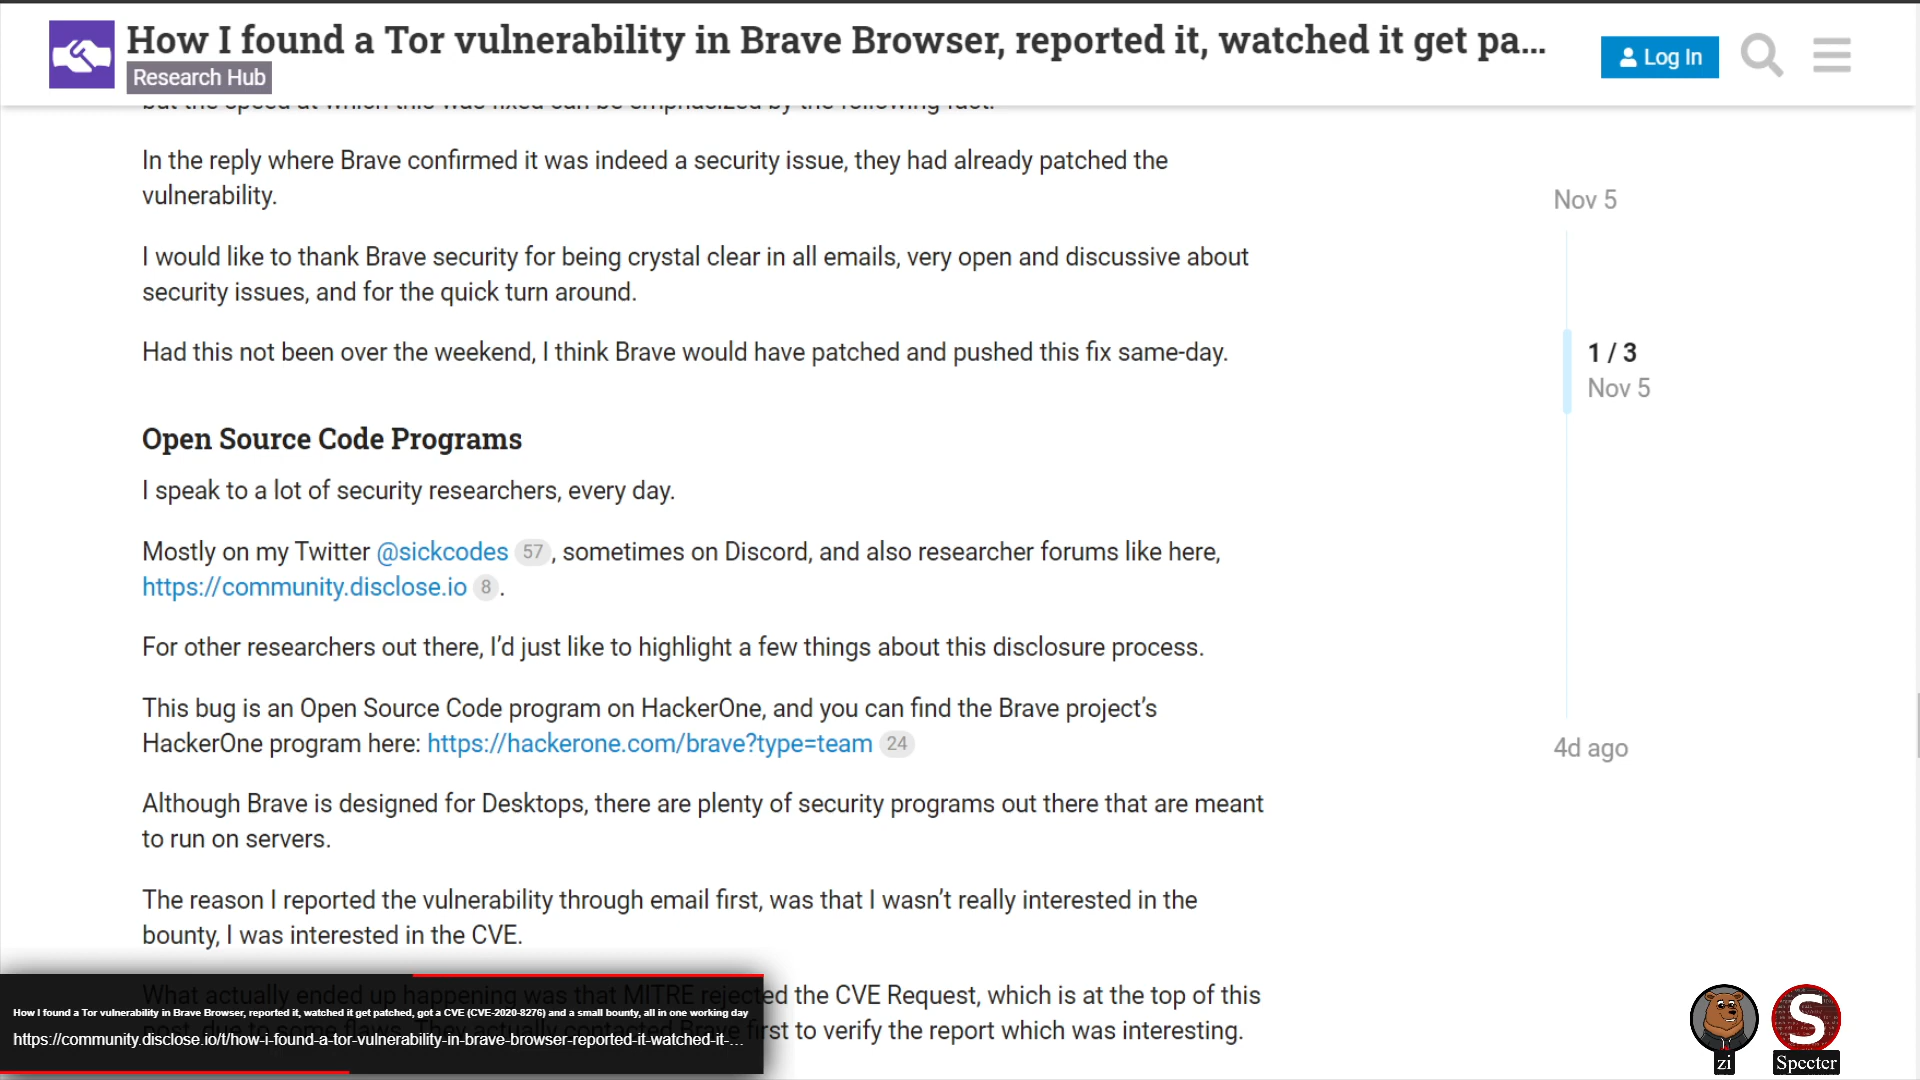 How I found a Tor vulnerability in Brave Browser, reported it, watched it get pa...
Research Hub
Log In
but the speed at which this was fixed can be emphasized by the following fact:
In the reply where Brave confirmed it was indeed a security issue, they had already patched the
vulnerability.
I would like to thank Brave security for being crystal clear in all emails, very open and discussive about
security issues, and for the quick turn around.
Had this not been over the weekend, I think Brave would have patched and pushed this fix same-day.
Nov 5
1 / 3
Nov 5
4d ago
Open Source Code Programs
I speak to a lot of security researchers, every day.
Mostly on my Twitter @sickcodes 57 , sometimes on Discord, and also researcher forums like here,
https://community.disclose.io 8 .
For other researchers out there, I’d just like to highlight a few things about this disclosure process.
This bug is an Open Source Code program on HackerOne, and you can find the Brave project’s
HackerOne program here: https://hackerone.com/brave?type=team 24
Although Brave is designed for Desktops, there are plenty of security programs out there that are meant
to run on servers.
The reason I reported the vulnerability through email first, was that I wasn’t really interested in the
bounty, I was interested in the CVE.
What actually ended up happening was that MITRE rejected the CVE Request, which is at the top of this
post, due to some flaws. They actually contacted Brave first to verify the report which was interesting.
How I found a Tor vulnerability in Brave Browser, reported it, watched it get patched, got a CVE (CVE-2020-8276) and a small bounty, all in one working day
https://community.disclose.io/t/how-i-found-a-tor-vulnerability-in-brave-browser-reported-it-watched-it-...
zi
S
Specter